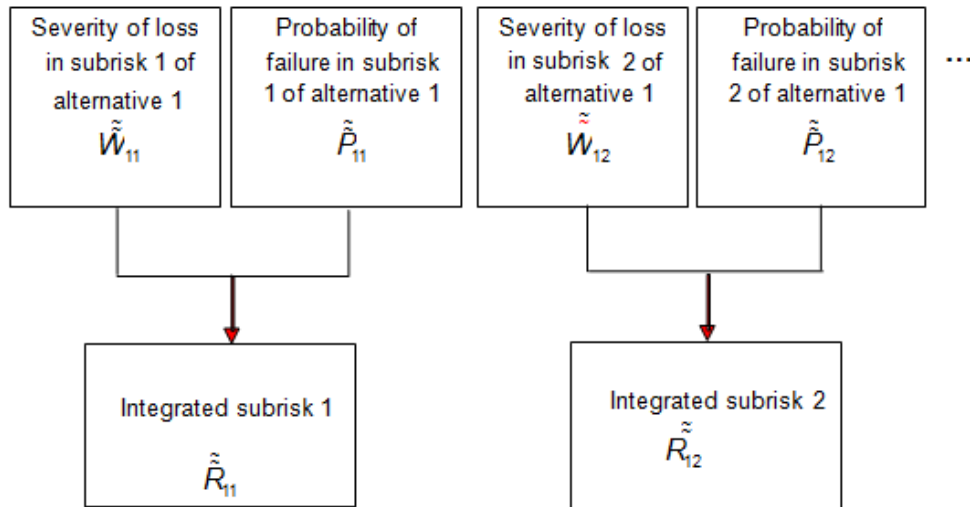 Severity of loss
in subrisk 1 of
alternative 1
W̃̃₁₁
Probability of
failure in subrisk
1 of alternative 1
P̃̃₁₁
Severity of loss
in subrisk 2 of
alternative 1
W̃̃₁₂
Probability of
failure in subrisk
2 of alternative 1
P̃̃₁₂
...
Integrated subrisk 1
R̃̃₁₁
Integrated subrisk 2
R̃̃₁₂